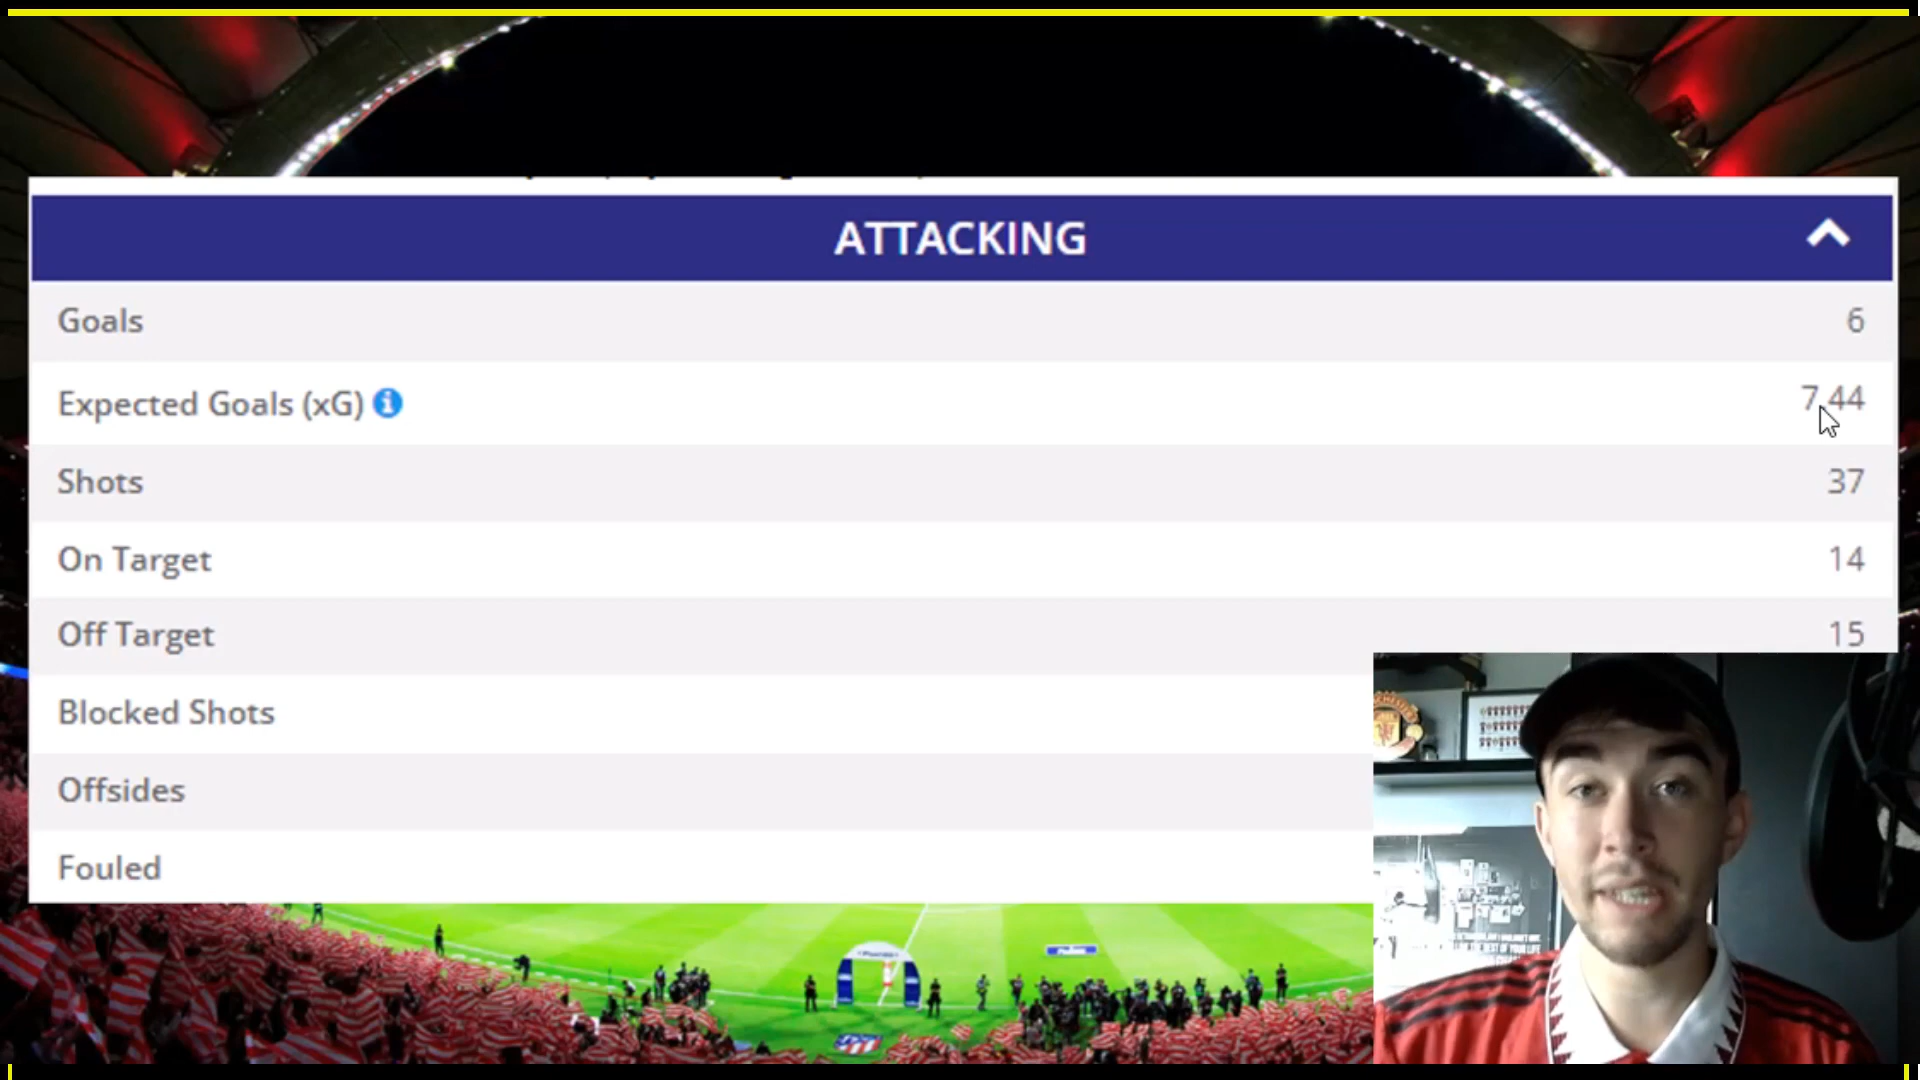 ATTACKING
Goals 6
Expected Goals (xG) 7.44
Shots 37
On Target 14
Off Target 15
Blocked Shots
Offsides
Fouled